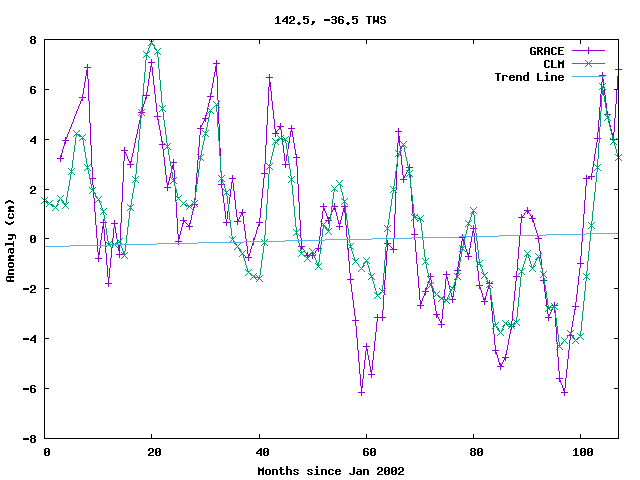 142.5, -36.5 TWS
GRACE
CLM
Trend Line
8
6
4
2
0
-2
-4
-6
-8
Anomaly (cm)
0 20 40 60 80 100
Months since Jan 2002